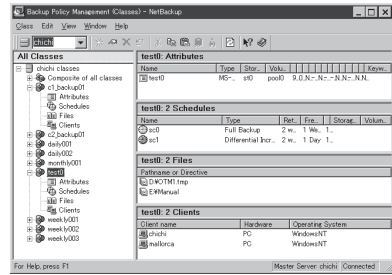 Backup Policy Management (Classes) - NetBackup
Class Edit View Window Help
chichi
All Classes
chichi classes
Composite of all classes
c1_backup01
Attributes
Schedules
Files
Clients
c2_backup01
daily001
daily002
monthly001
test0
Attributes
Schedules
Files
Clients
weekly001
weekly002
weekly003
test0: Attributes
Name Type Stor... Volu... Keyw...
test0 MS-.. st0 pool0
test0: 2 Schedules
Name Type Ret... Fre... Storag... Volum...
sc0 Full Backup 2 w.. 1 We.. 1...
sc1 Differential Incr.. 2 w.. 1 Day 1...
test0: 2 Files
Pathname or Directive
D:¥OTM1.tmp
E:¥Manual
test0: 2 Clients
Client name Hardware Operating System
chichi PC WindowsNT
mallorca PC WindowsNT
For Help, press F1
Master Server: chichi Connected